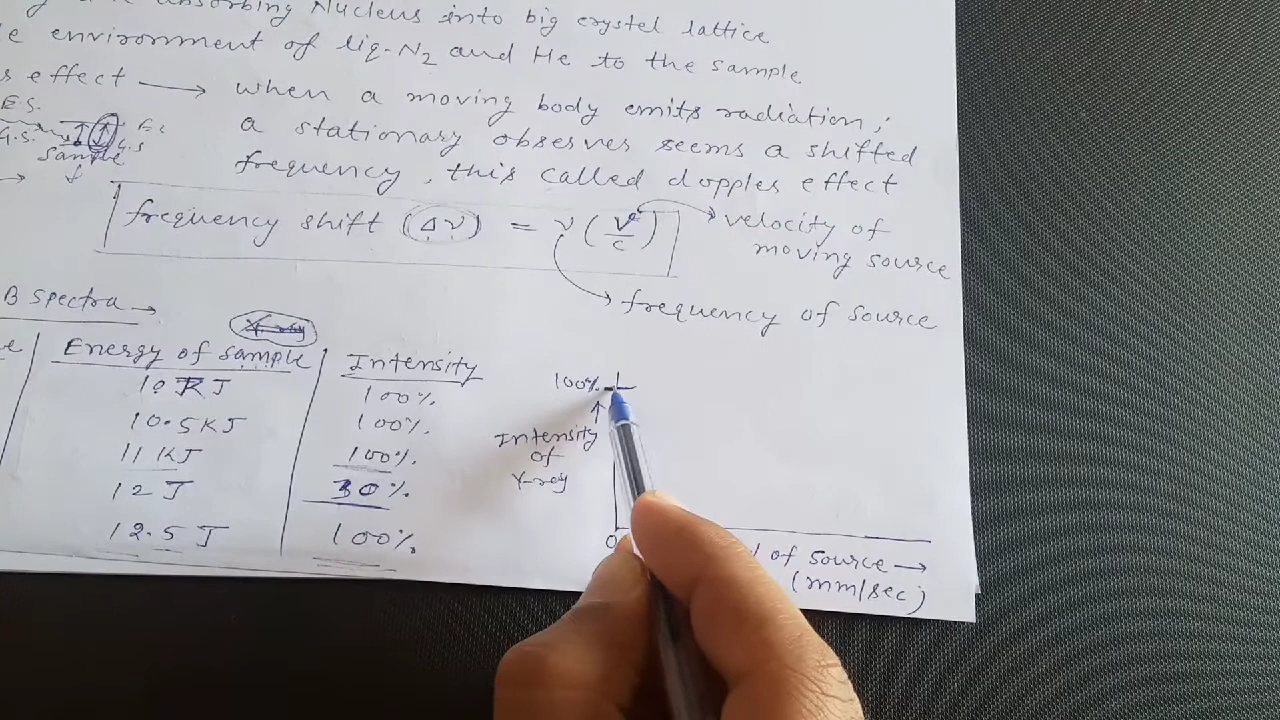 absorbing Nucleus into big crystel lattice
e environment of liq-N2 and He to the sample
s effect → when a moving body emits radiation;
E.S.
G.S.
Sample
a stationary observes seems a shifted
frequency, this called dopples effect
frequency shift (Δν) = ν (V/c)
velocity of
moving source
frequency of source
B spectra →
Energy of sample | Intensity
10 KJ | 100%
10.5 KJ | 100%
11 KJ | 100%
12 J | 30%
12.5 J | 100%
100%
Intensity
of
γ-ray
0
of source →
(mm/sec)